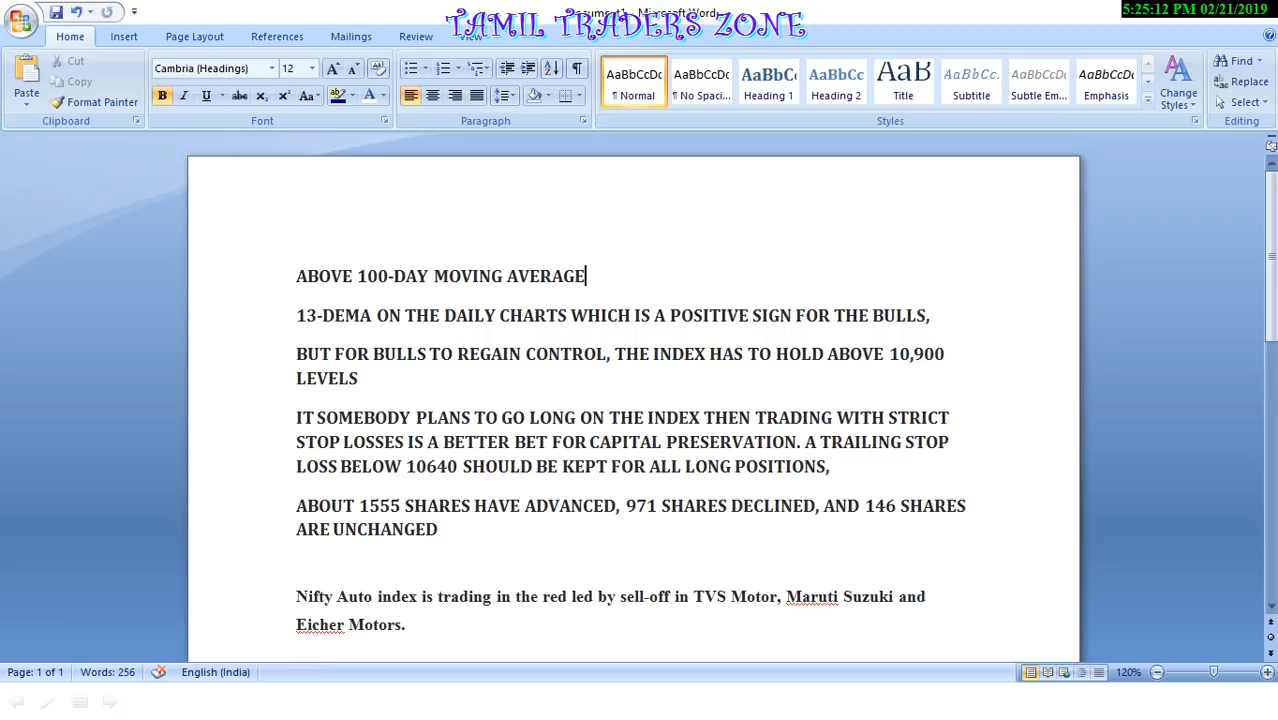 5:25:12 PM 02/21/2019
TAMIL TRADERS ZONE
Microsoft Word
Home Insert Page Layout References Mailings Review View
Paste
Cut
Copy
Format Painter
Cambria (Headings) 12
AaBbCcDc AaBbCcDc AaBbC AaBbCc AaB AaBbCc. AaBbCcDc AaBbCcDc
¶ Normal ¶ No Spaci... Heading 1 Heading 2 Title Subtitle Subtle Em... Emphasis
Change Styles
Find
Replace
Select
Clipboard Font Paragraph Styles Editing
ABOVE 100-DAY MOVING AVERAGE
13-DEMA ON THE DAILY CHARTS WHICH IS A POSITIVE SIGN FOR THE BULLS,
BUT FOR BULLS TO REGAIN CONTROL, THE INDEX HAS TO HOLD ABOVE 10,900
LEVELS
IT SOMEBODY PLANS TO GO LONG ON THE INDEX THEN TRADING WITH STRICT
STOP LOSSES IS A BETTER BET FOR CAPITAL PRESERVATION. A TRAILING STOP
LOSS BELOW 10640 SHOULD BE KEPT FOR ALL LONG POSITIONS,
ABOUT 1555 SHARES HAVE ADVANCED, 971 SHARES DECLINED, AND 146 SHARES
ARE UNCHANGED
Nifty Auto index is trading in the red led by sell-off in TVS Motor, Maruti Suzuki and
Eicher Motors.
Page: 1 of 1 Words: 256 English (India) 120%